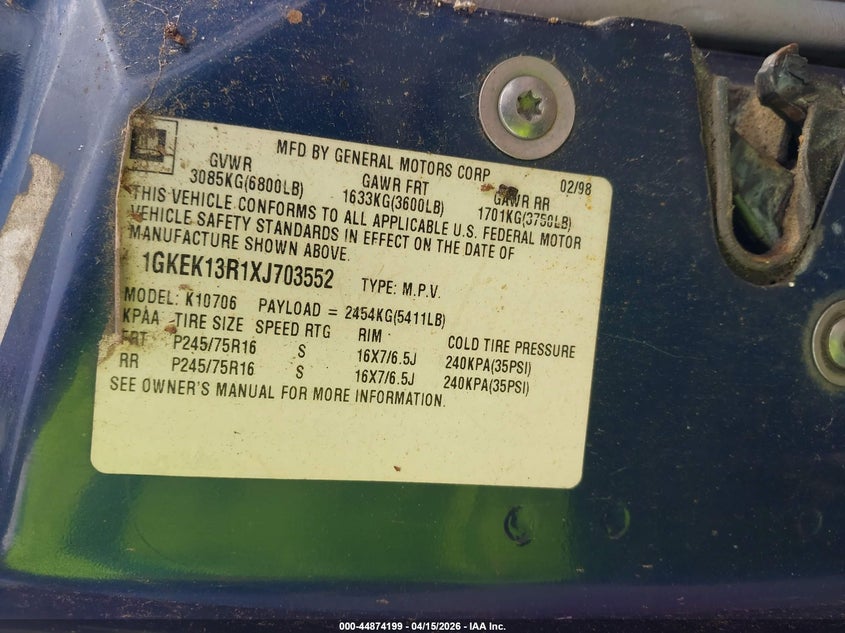 MFD BY GENERAL MOTORS CORP 02/98
GVWR GAWR FRT GAWR RR
3085KG(6800LB) 1633KG(3600LB) 1701KG(3750LB)
THIS VEHICLE CONFORMS TO ALL APPLICABLE U.S. FEDERAL MOTOR
VEHICLE SAFETY STANDARDS IN EFFECT ON THE DATE OF
MANUFACTURE SHOWN ABOVE.
1GKEK13R1XJ703552 TYPE: M.P.V.
MODEL: K10706 PAYLOAD = 2454KG(5411LB)
KPAA TIRE SIZE SPEED RTG RIM COLD TIRE PRESSURE
FRT P245/75R16 S 16X7/6.5J 240KPA(35PSI)
RR P245/75R16 S 16X7/6.5J 240KPA(35PSI)
SEE OWNER'S MANUAL FOR MORE INFORMATION.
000-44874199 - 04/15/2026 - IAA Inc.